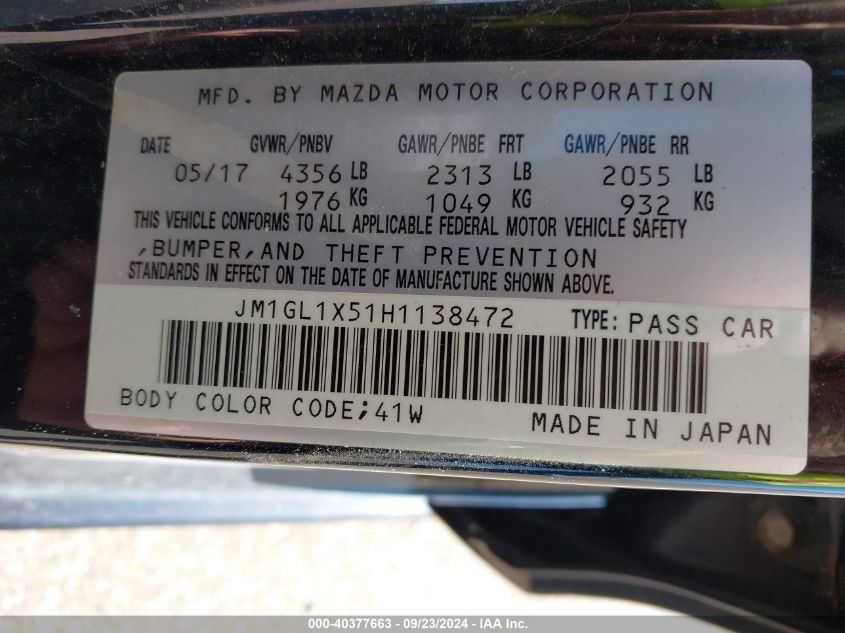 MFD. BY MAZDA MOTOR CORPORATION
DATE GVWR/PNBV GAWR/PNBE FRT GAWR/PNBE RR
05/17 4356 LB 2313 LB 2055 LB
1976 KG 1049 KG 932 KG
THIS VEHICLE CONFORMS TO ALL APPLICABLE FEDERAL MOTOR VEHICLE SAFETY
,BUMPER,AND THEFT PREVENTION
STANDARDS IN EFFECT ON THE DATE OF MANUFACTURE SHOWN ABOVE.
JM1GL1X51H1138472 TYPE: PASS CAR
BODY COLOR CODE;41W MADE IN JAPAN
000-40377663 - 09/23/2024 - IAA Inc.